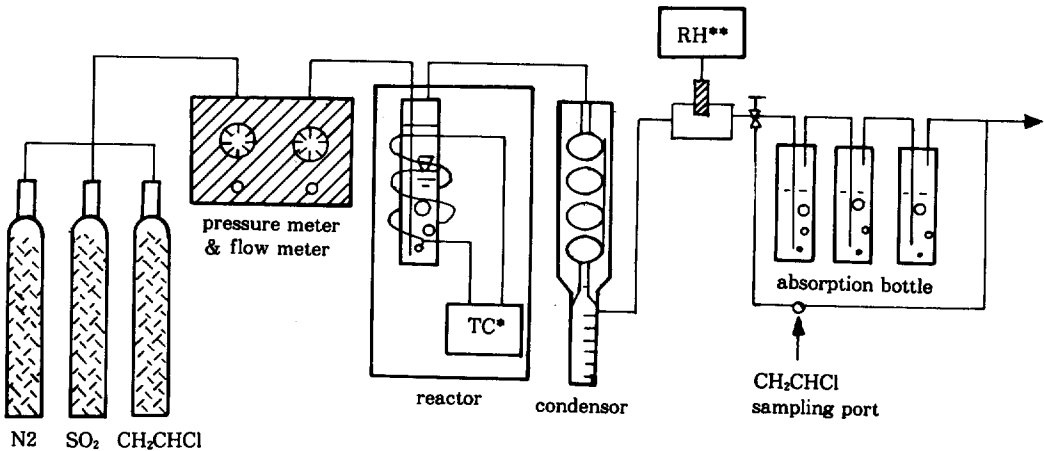 RH**
pressure meter
& flow meter
TC*
absorption bottle
reactor
condensor
CH₂CHCl
sampling port
N2
SO₂
CH₂CHCl